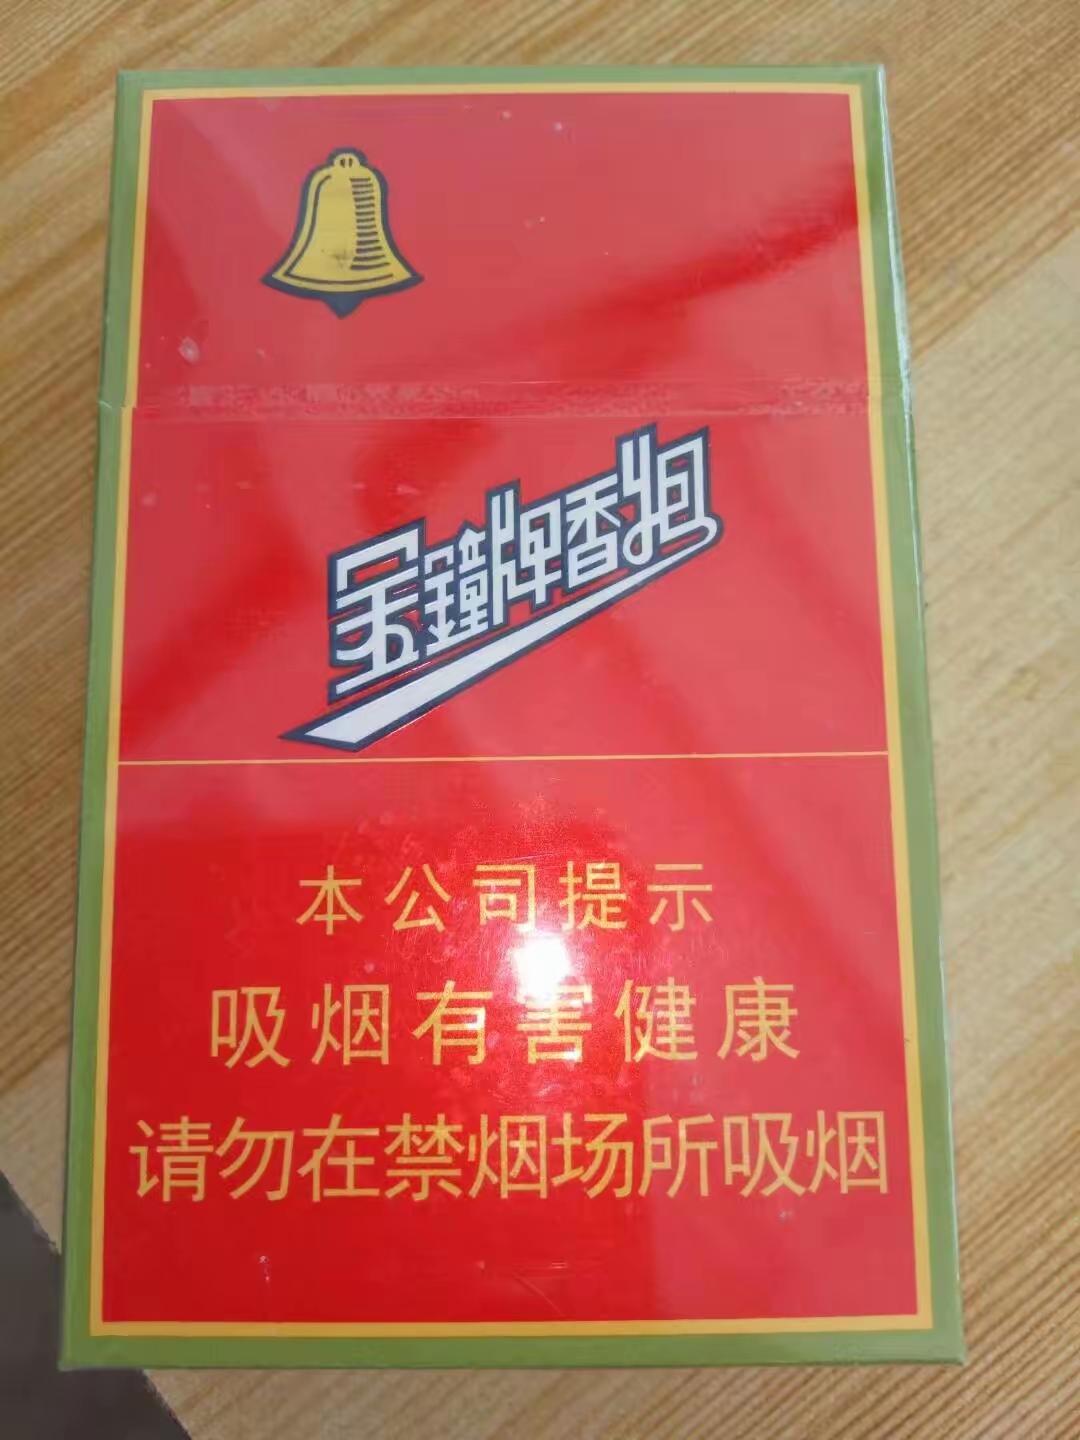 金鐘牌香烟
本公司提示
吸烟有害健康
请勿在禁烟场所吸烟